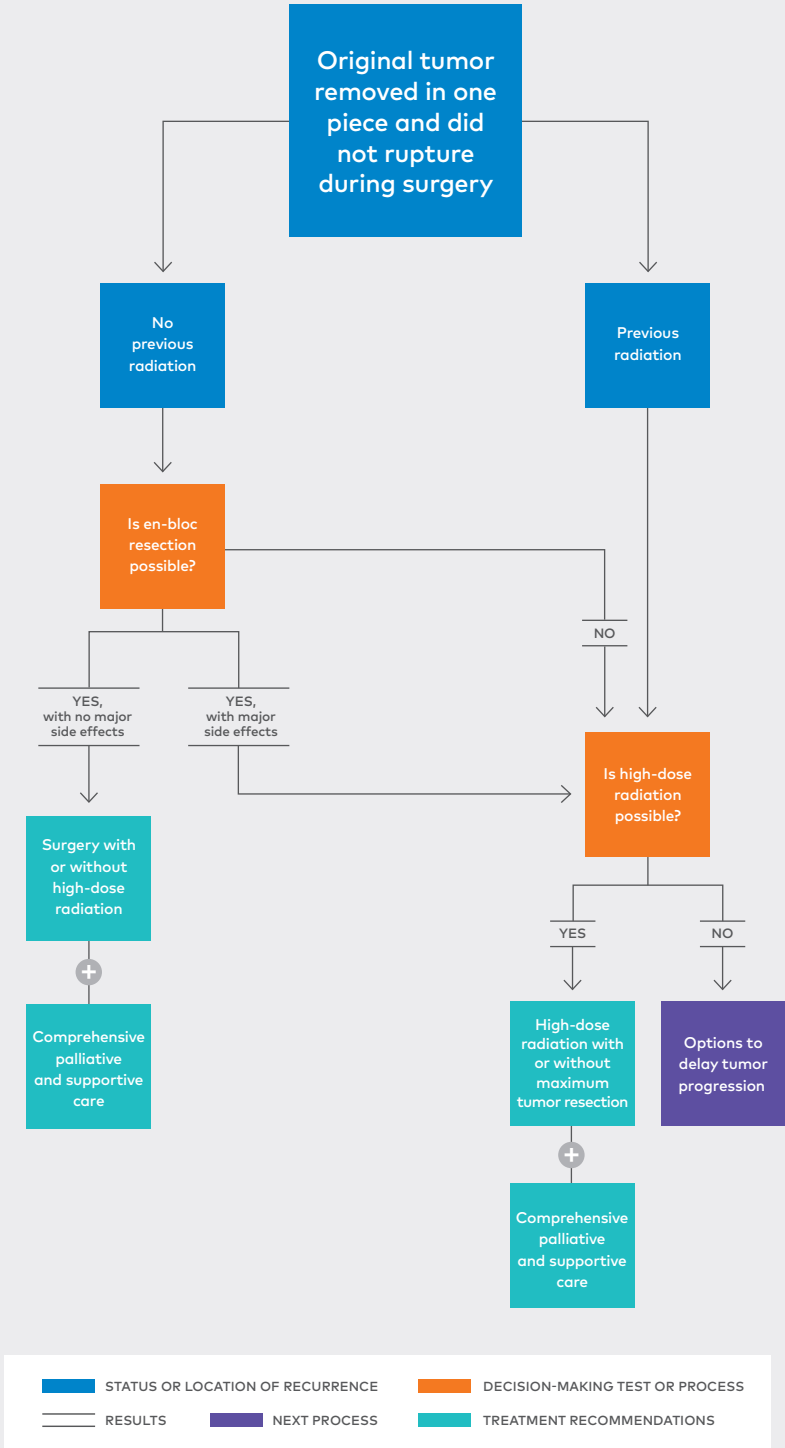 Original tumor
removed in one
piece and did
not rupture
during surgery
No
previous
radiation
Previous
radiation
Is en-bloc
resection
possible?
NO
YES,
with no major
side effects
YES,
with major
side effects
Is high-dose
radiation
possible?
Surgery with
or without
high-dose
radiation
YES
NO
Comprehensive
palliative
and supportive
care
High-dose
radiation with
or without
maximum
tumor resection
Options to
delay tumor
progression
Comprehensive
palliative
and supportive
care
STATUS OR LOCATION OF RECURRENCE
DECISION-MAKING TEST OR PROCESS
RESULTS
NEXT PROCESS
TREATMENT RECOMMENDATIONS